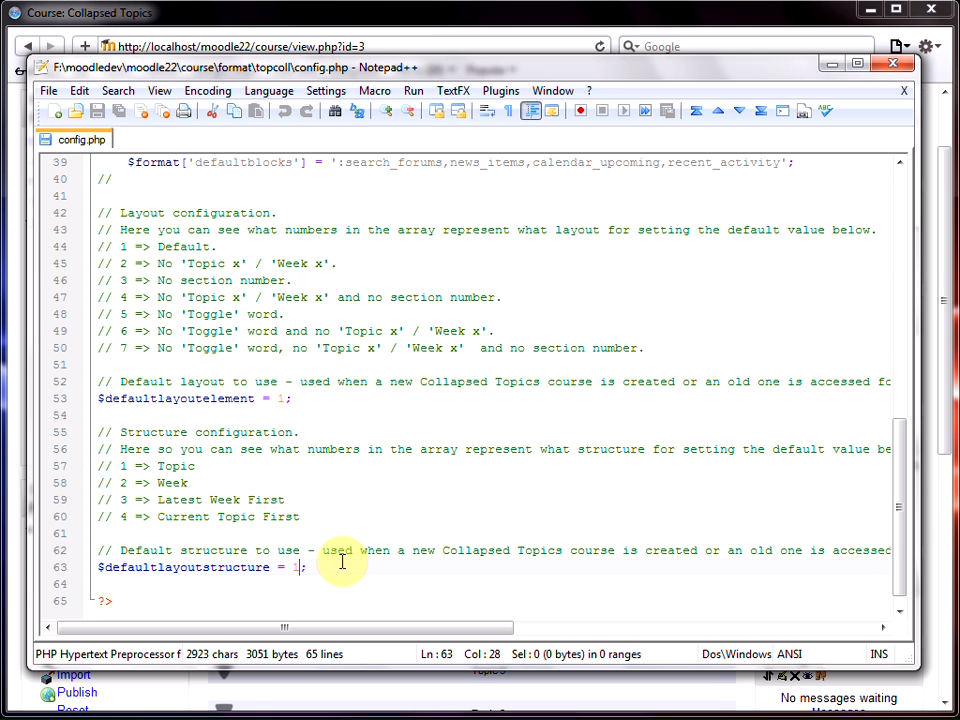 Course: Collapsed Topics
http://localhost/moodle22/course/view.php?id=3
Google
F:\moodledev\moodle22\course\format\topcoll\config.php - Notepad++
File Edit Search View Encoding Language Settings Macro Run TextFX Plugins Window ? X
config.php
39 $format['defaultblocks'] = ':search_forums,news_items,calendar_upcoming,recent_activity';
40 //
41
42 // Layout configuration.
43 // Here you can see what numbers in the array represent what layout for setting the default value below.
44 // 1 => Default.
45 // 2 => No 'Topic x' / 'Week x'.
46 // 3 => No section number.
47 // 4 => No 'Topic x' / 'Week x' and no section number.
48 // 5 => No 'Toggle' word.
49 // 6 => No 'Toggle' word and no 'Topic x' / 'Week x'.
50 // 7 => No 'Toggle' word, no 'Topic x' / 'Week x'  and no section number.
51
52 // Default layout to use - used when a new Collapsed Topics course is created or an old one is accessed fo
53 $defaultlayoutelement = 1;
54
55 // Structure configuration.
56 // Here so you can see what numbers in the array represent what structure for setting the default value be
57 // 1 => Topic
58 // 2 => Week
59 // 3 => Latest Week First
60 // 4 => Current Topic First
61
62 // Default structure to use - used when a new Collapsed Topics course is created or an old one is accessed
63 $defaultlayoutstructure = 1;
64
65 ?>
PHP Hypertext Preprocessor f 2923 chars 3051 bytes 65 lines Ln : 63 Col : 28 Sel : 0 (0 bytes) in 0 ranges Dos\Windows ANSI INS
Import
Publish
No messages waiting